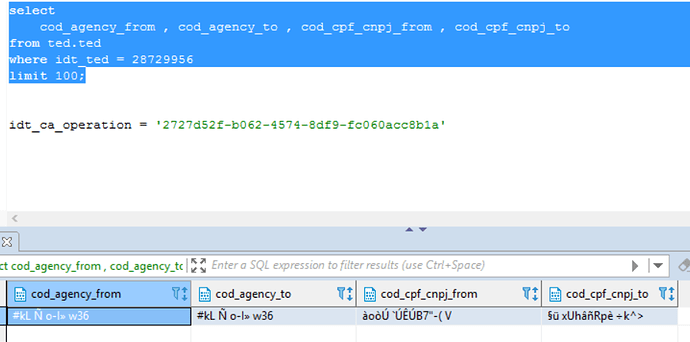 select
cod_agency_from , cod_agency_to , cod_cpf_cnpj_from , cod_cpf_cnpj_to
from ted.ted
where idt_ted = 28729956
limit 100;
idt_ca_operation = '2727d52f-b062-4574-8df9-fc060acc8b1a'
ct cod_agency_from , cod_agency_tc Enter a SQL expression to filter results (use Ctrl+Space)
cod_agency_from cod_agency_to cod_cpf_cnpj_from cod_cpf_cnpj_to
#kL Ñ o-l» w36 #kL Ñ o-l» w36 àoòÚ `ÚÊÚB7"-( V §ü xUhâñRpè ÷k^>